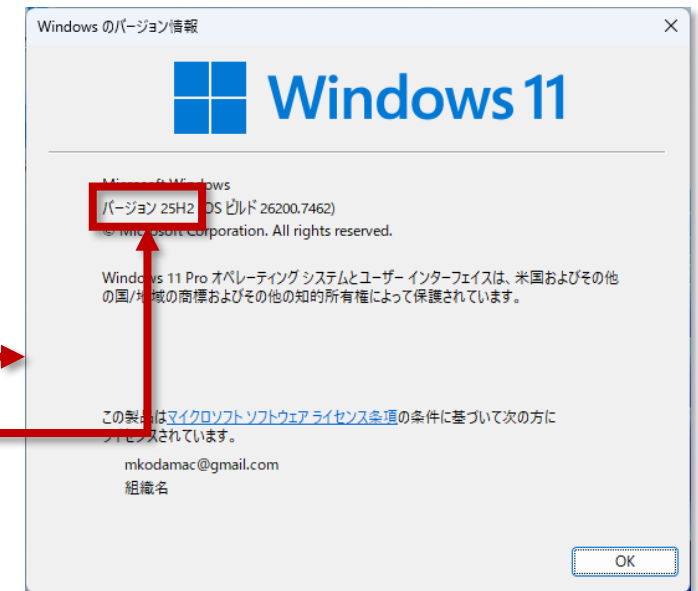 Windows のバージョン情報
Windows 11
Microsoft Windows
バージョン 25H2 (OS ビルド 26200.7462)
© Microsoft Corporation. All rights reserved.
Windows 11 Pro オペレーティング システムとユーザー インターフェイスは、米国およびその他
の国/地域の商標およびその他の知的所有権によって保護されています。
この製品はマイクロソフト ソフトウェア ライセンス条項の条件に基づいて次の方に
ライセンスされています。
mkodamac@gmail.com
組織名
OK